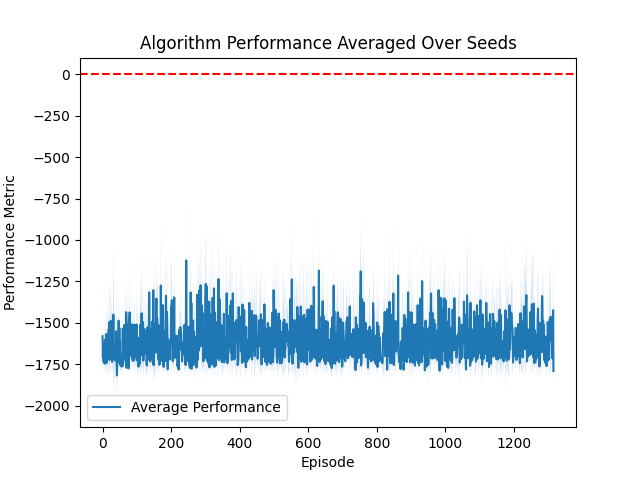 Algorithm Performance Averaged Over Seeds
0
−250
−500
−750
−1000
−1250
−1500
−1750
−2000
Performance Metric
Average Performance
0 200 400 600 800 1000 1200
Episode